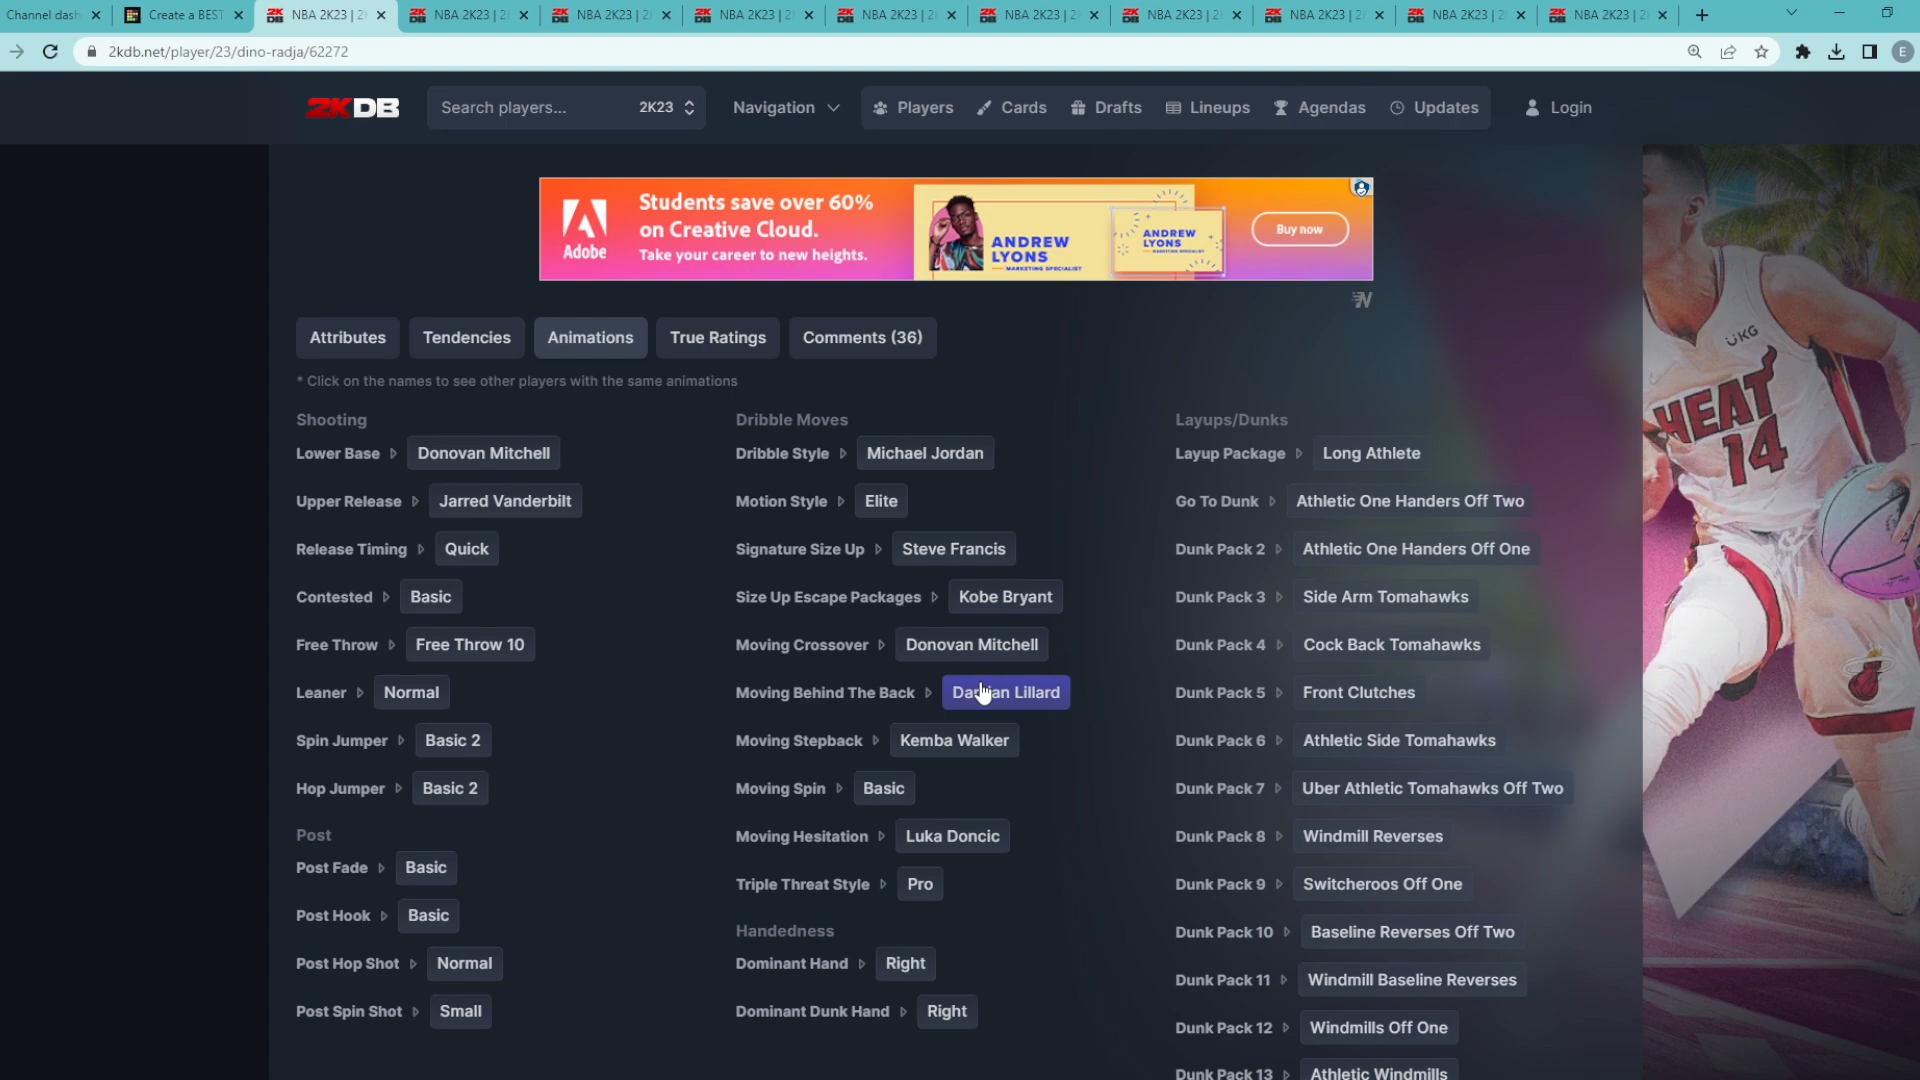 Channel dash
Create a BEST
NBA 2K23 | 2
NBA 2K23 | 2
NBA 2K23 | 2
NBA 2K23 | 2
NBA 2K23 | 2
NBA 2K23 | 2
NBA 2K23 | 2
NBA 2K23 | 2
NBA 2K23 | 2
NBA 2K23 | 2
2kdb.net/player/23/dino-radja/62272
E
2KDB
Search players...
2K23
Navigation
Players
Cards
Drafts
Lineups
Agendas
Updates
Login
Adobe
Students save over 60%
on Creative Cloud.
Take your career to new heights.
ANDREW
LYONS
MARKETING SPECIALIST
ANDREW
LYONS
Buy now
Attributes
Tendencies
Animations
True Ratings
Comments (36)
* Click on the names to see other players with the same animations
Shooting
Lower Base Donovan Mitchell
Upper Release Jarred Vanderbilt
Release Timing Quick
Contested Basic
Free Throw Free Throw 10
Leaner Normal
Spin Jumper Basic 2
Hop Jumper Basic 2
Post
Post Fade Basic
Post Hook Basic
Post Hop Shot Normal
Post Spin Shot Small
Dribble Moves
Dribble Style Michael Jordan
Motion Style Elite
Signature Size Up Steve Francis
Size Up Escape Packages Kobe Bryant
Moving Crossover Donovan Mitchell
Moving Behind The Back Damian Lillard
Moving Stepback Kemba Walker
Moving Spin Basic
Moving Hesitation Luka Doncic
Triple Threat Style Pro
Handedness
Dominant Hand Right
Dominant Dunk Hand Right
Layups/Dunks
Layup Package Long Athlete
Go To Dunk Athletic One Handers Off Two
Dunk Pack 2 Athletic One Handers Off One
Dunk Pack 3 Side Arm Tomahawks
Dunk Pack 4 Cock Back Tomahawks
Dunk Pack 5 Front Clutches
Dunk Pack 6 Athletic Side Tomahawks
Dunk Pack 7 Uber Athletic Tomahawks Off Two
Dunk Pack 8 Windmill Reverses
Dunk Pack 9 Switcheroos Off One
Dunk Pack 10 Baseline Reverses Off Two
Dunk Pack 11 Windmill Baseline Reverses
Dunk Pack 12 Windmills Off One
Dunk Pack 13 Athletic Windmills
UKG
HEAT
14